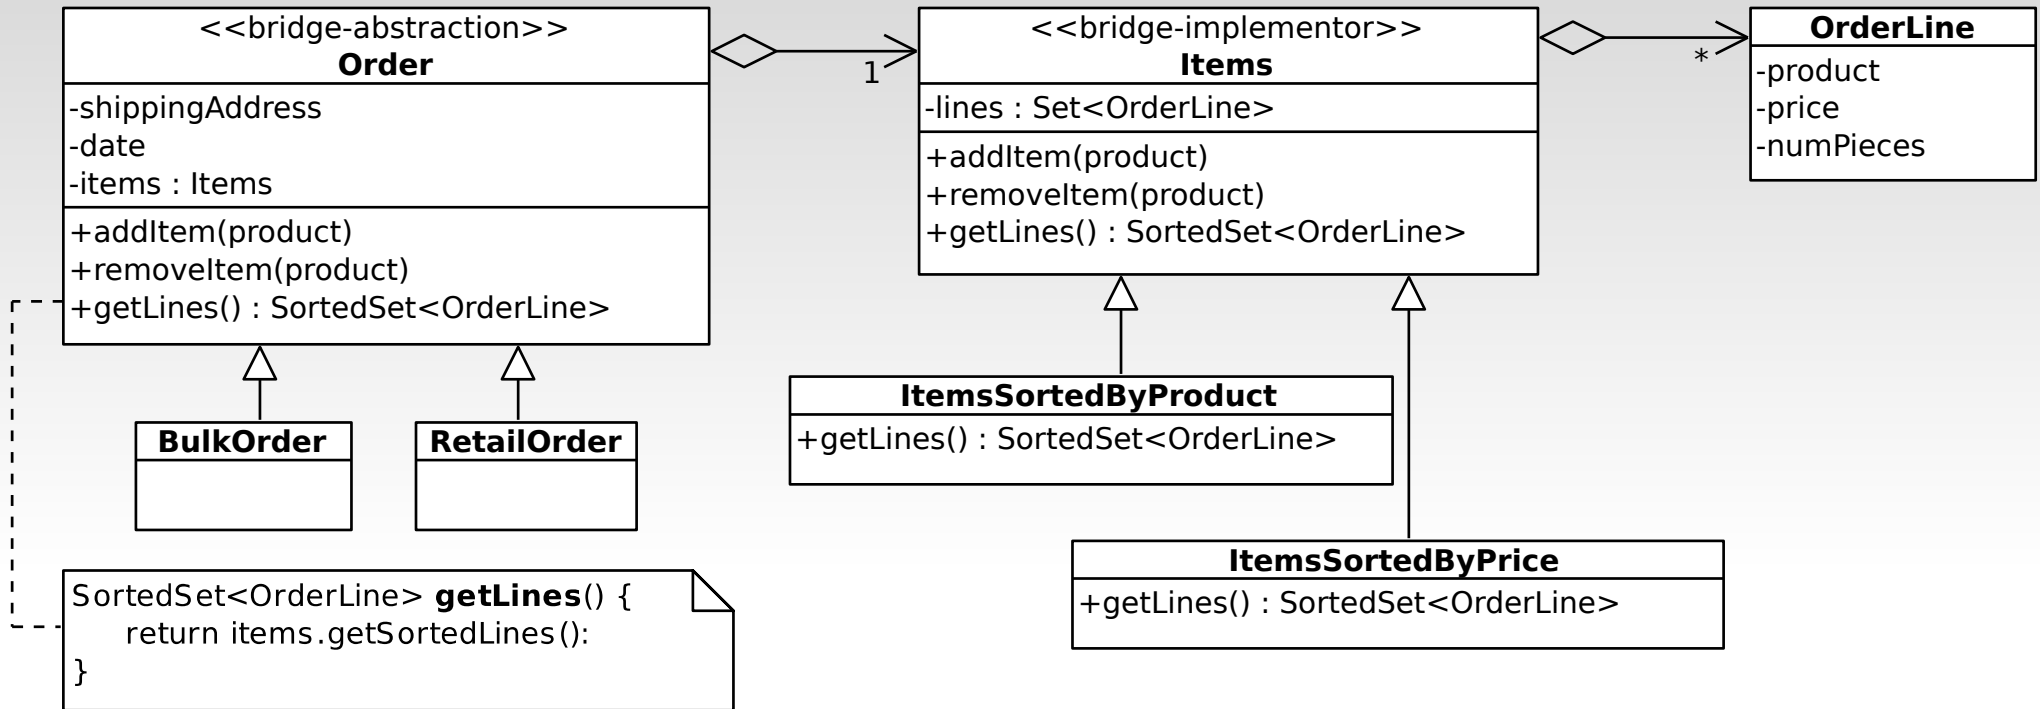 <<bridge-abstraction>>
Order
-shippingAddress
-date
-items : Items
+addItem(product)
+removeItem(product)
+getLines() : SortedSet<OrderLine>
1
<<bridge-implementor>>
Items
-lines : Set<OrderLine>
+addItem(product)
+removeItem(product)
+getLines() : SortedSet<OrderLine>
*
OrderLine
-product
-price
-numPieces
BulkOrder
RetailOrder
ItemsSortedByProduct
+getLines() : SortedSet<OrderLine>
ItemsSortedByPrice
+getLines() : SortedSet<OrderLine>
SortedSet<OrderLine> getLines() {
return items.getSortedLines():
}